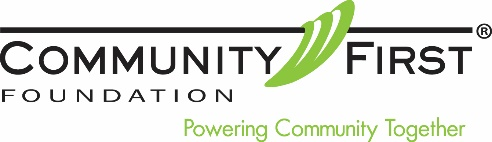 COMMUNITY FIRST®
FOUNDATION
Powering Community Together